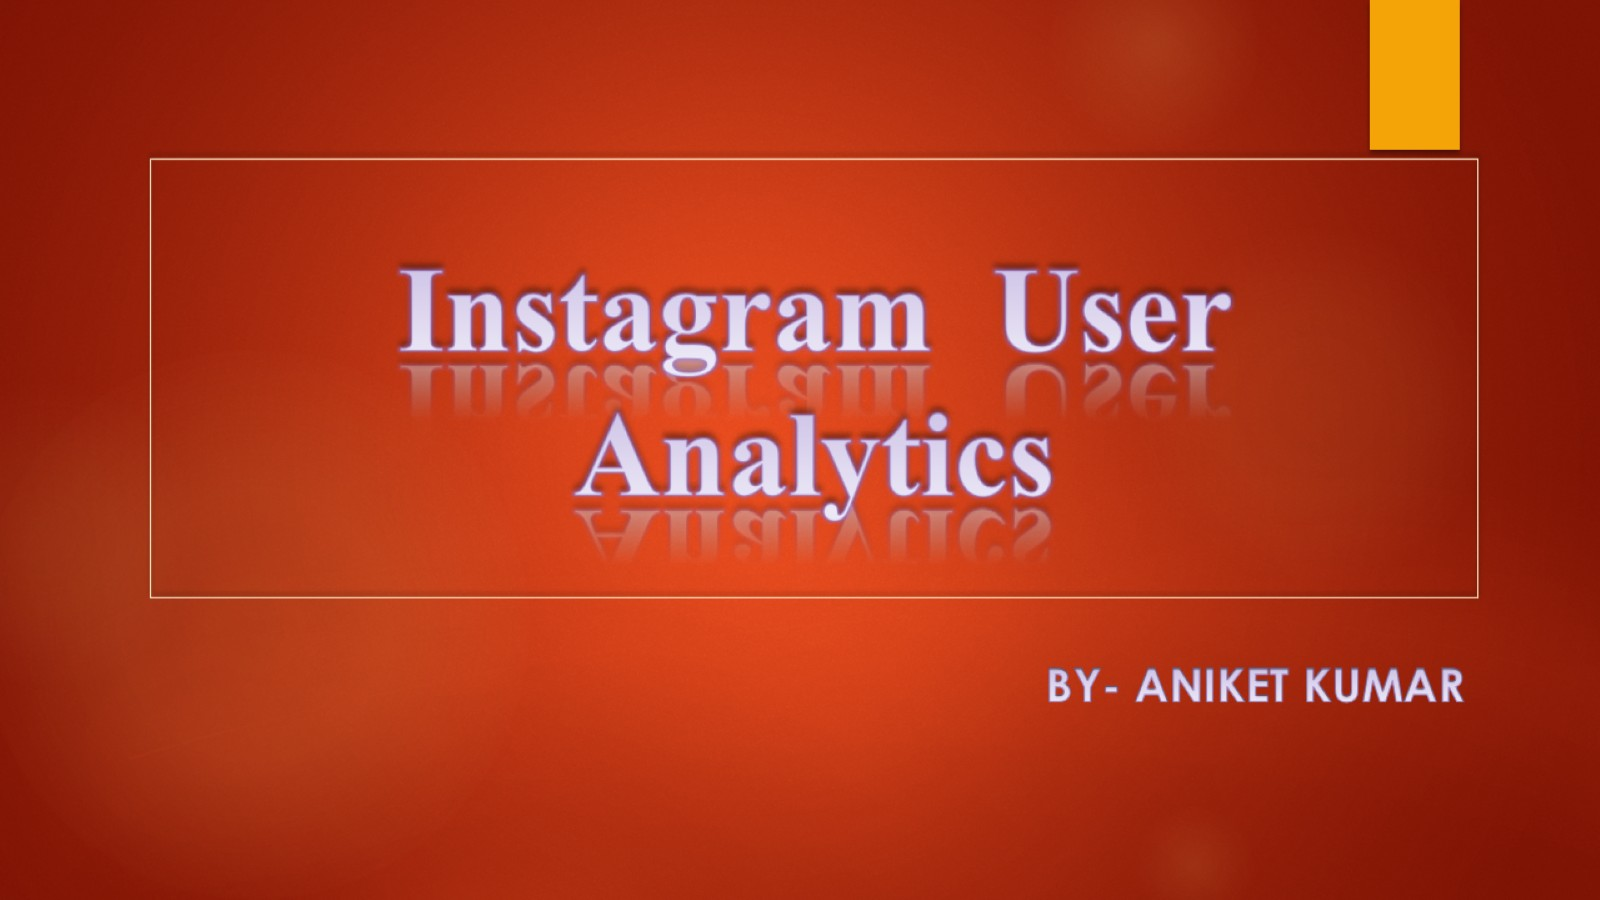 Instagram User
Analytics
BY- ANIKET KUMAR